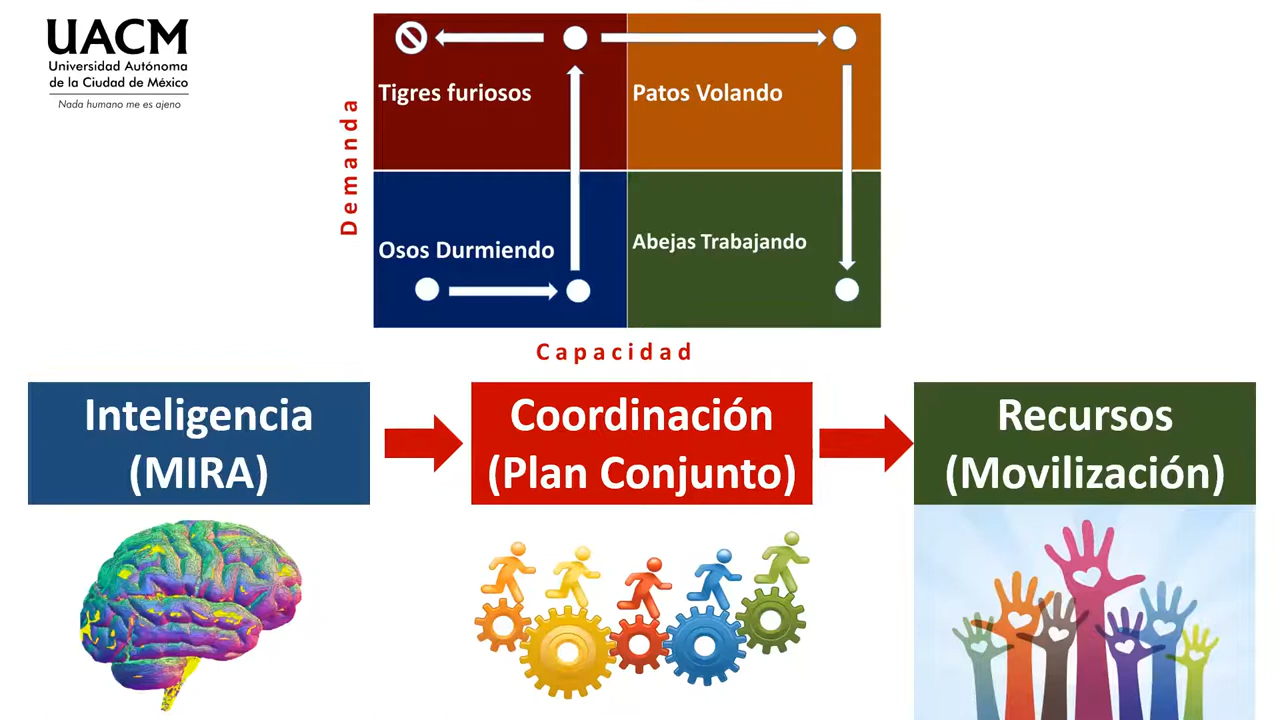 UACM
Universidad Autónoma
de la Ciudad de México
Nada humano me es ajeno
Demanda
Tigres furiosos
Patos Volando
Osos Durmiendo
Abejas Trabajando
Capacidad
Inteligencia
(MIRA)
Coordinación
(Plan Conjunto)
Recursos
(Movilización)